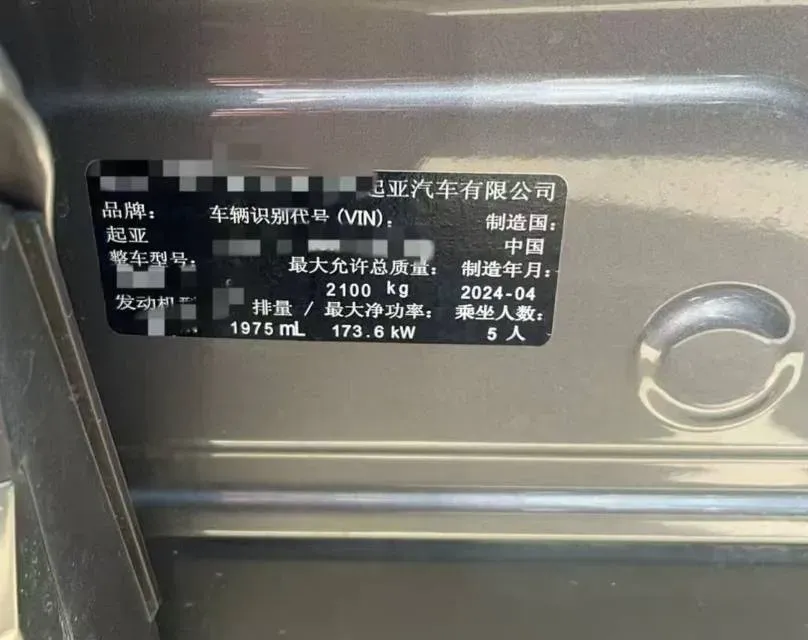 起亚汽车有限公司
品牌： 车辆识别代号(VIN)： 制造国：
起亚 中国
整车型号： 最大允许总质量： 制造年月：
2100 kg 2024-04
发动机 排量 / 最大净功率： 乘坐人数：
1975 mL 173.6 kW 5 人